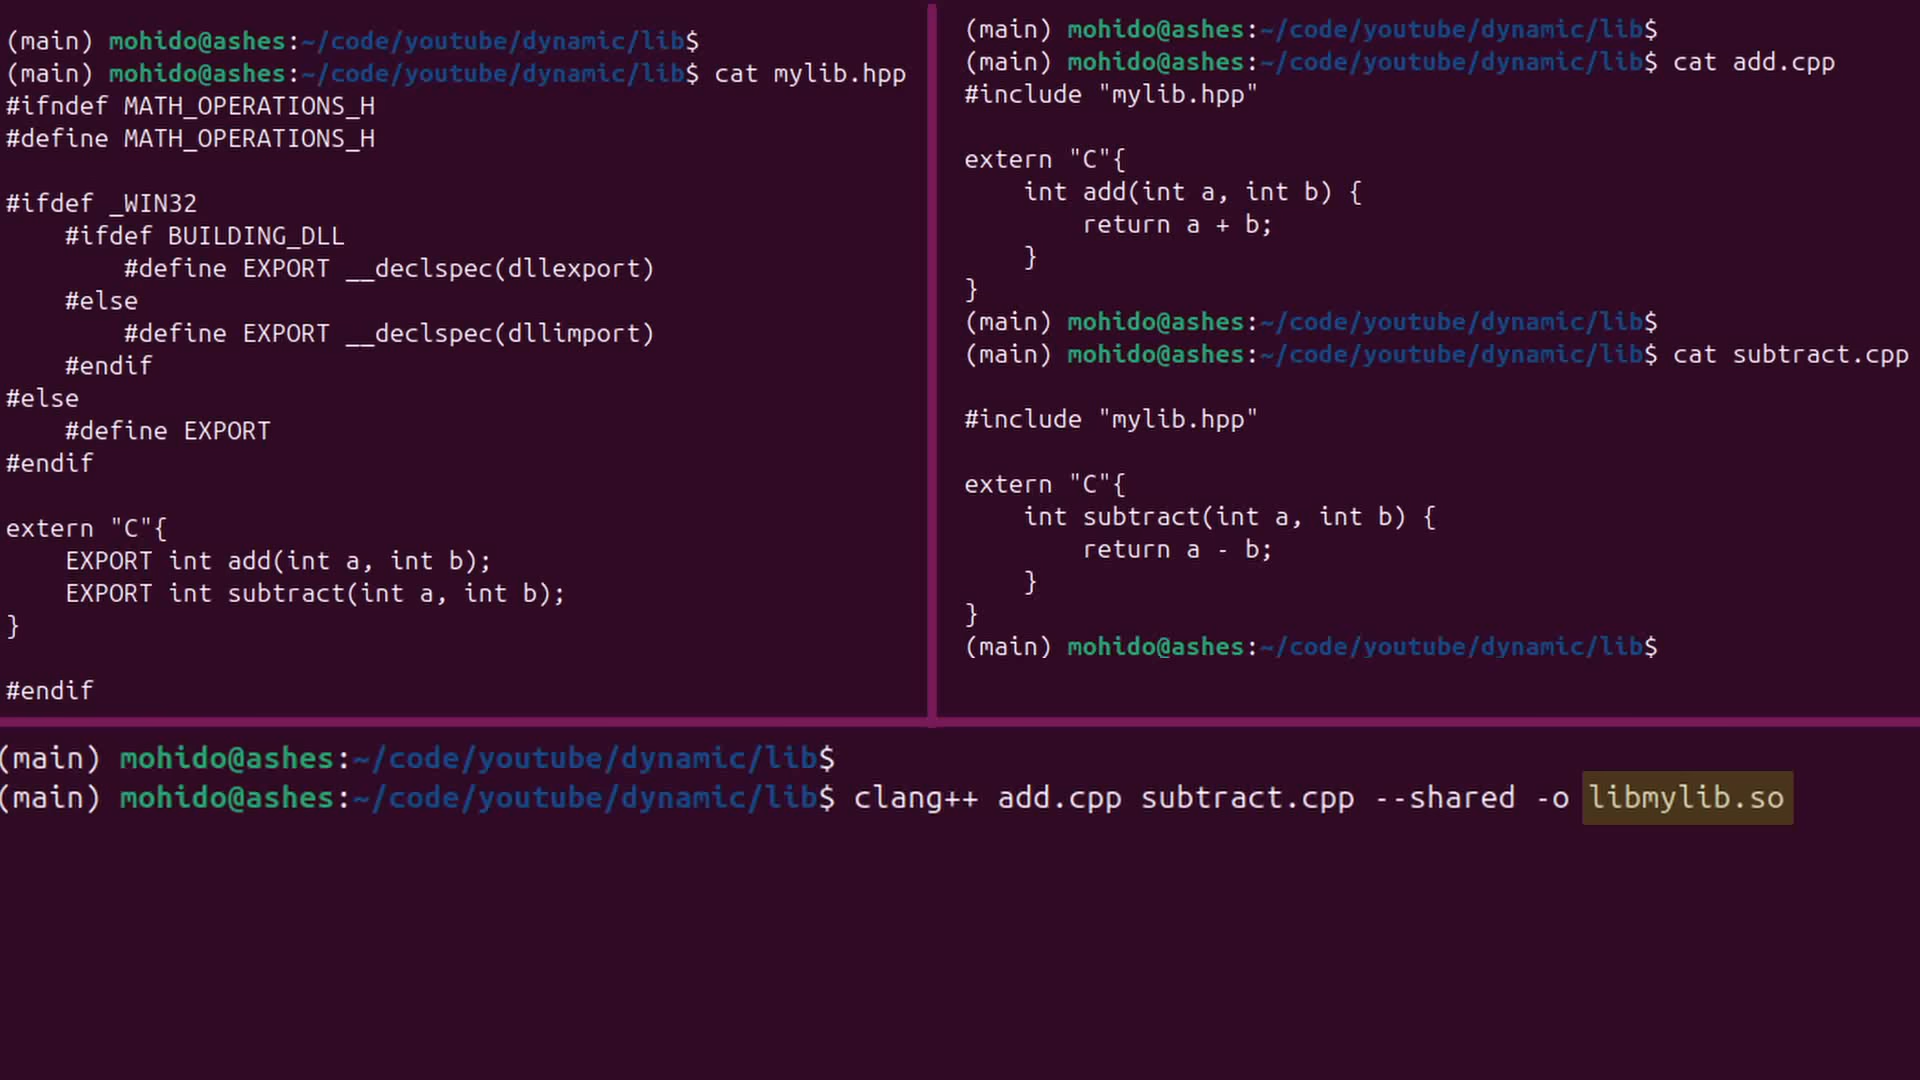 (main) mohido@ashes:~/code/youtube/dynamic/lib$
(main) mohido@ashes:~/code/youtube/dynamic/lib$ cat mylib.hpp
#ifndef MATH_OPERATIONS_H
#define MATH_OPERATIONS_H

#ifdef _WIN32
    #ifdef BUILDING_DLL
        #define EXPORT __declspec(dllexport)
    #else
        #define EXPORT __declspec(dllimport)
    #endif
#else
    #define EXPORT
#endif

extern "C"{
    EXPORT int add(int a, int b);
    EXPORT int subtract(int a, int b);
}

#endif
(main) mohido@ashes:~/code/youtube/dynamic/lib$
(main) mohido@ashes:~/code/youtube/dynamic/lib$ cat add.cpp
#include "mylib.hpp"

extern "C"{
    int add(int a, int b) {
        return a + b;
    }
}
(main) mohido@ashes:~/code/youtube/dynamic/lib$
(main) mohido@ashes:~/code/youtube/dynamic/lib$ cat subtract.cpp

#include "mylib.hpp"

extern "C"{
    int subtract(int a, int b) {
        return a - b;
    }
}
(main) mohido@ashes:~/code/youtube/dynamic/lib$
(main) mohido@ashes:~/code/youtube/dynamic/lib$
(main) mohido@ashes:~/code/youtube/dynamic/lib$ clang++ add.cpp subtract.cpp --shared -o libmylib.so